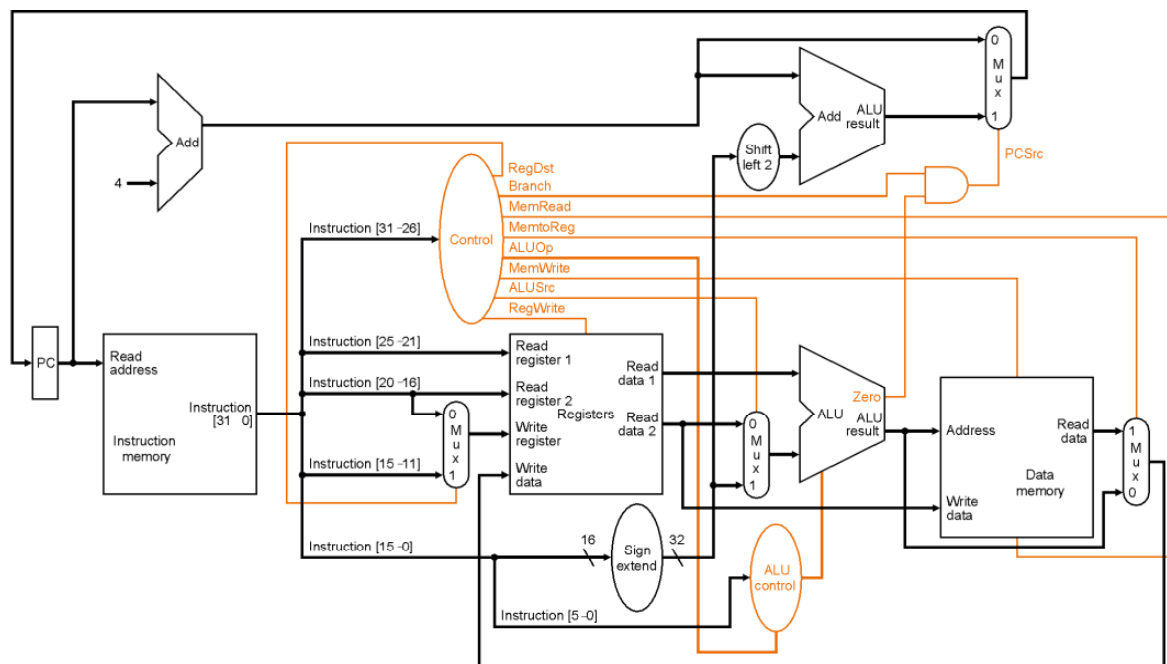 0
M
u
x
1
Add
ALU
result
Add
Shift
left 2
PCSrc
4
RegDst
Branch
MemRead
MemtoReg
ALUOp
MemWrite
ALUSrc
RegWrite
Control
Instruction [31–26]
PC
Read
address
Instruction
[31 0]
Instruction
memory
Instruction [25–21]
Instruction [20–16]
Instruction [15–11]
Instruction [15–0]
0
M
u
x
1
Read
register 1
Read
register 2
Write
register
Write
data
Registers
Read
data 1
Read
data 2
0
M
u
x
1
Zero
ALU
ALU
result
Address
Write
data
Read
data
Data
memory
1
M
u
x
0
16
Sign
extend
32
ALU
control
Instruction [5–0]